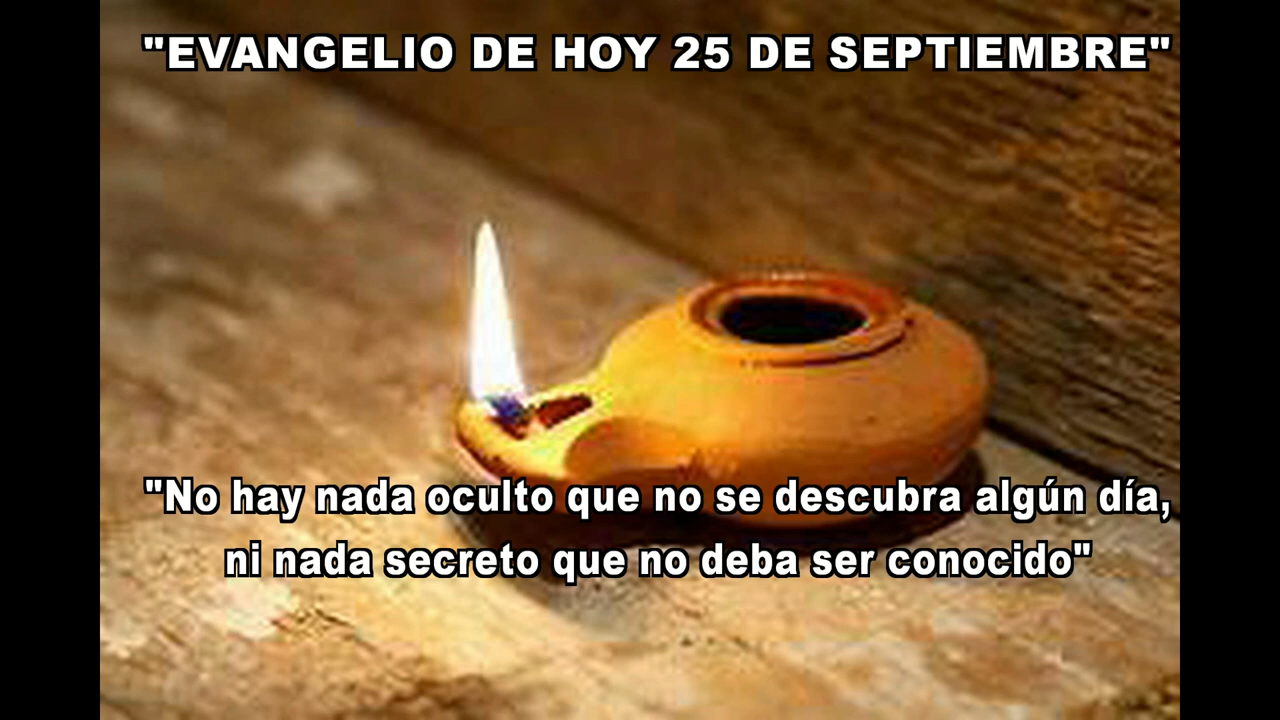 "EVANGELIO DE HOY 25 DE SEPTIEMBRE"
"No hay nada oculto que no se descubra algún día,
ni nada secreto que no deba ser conocido"